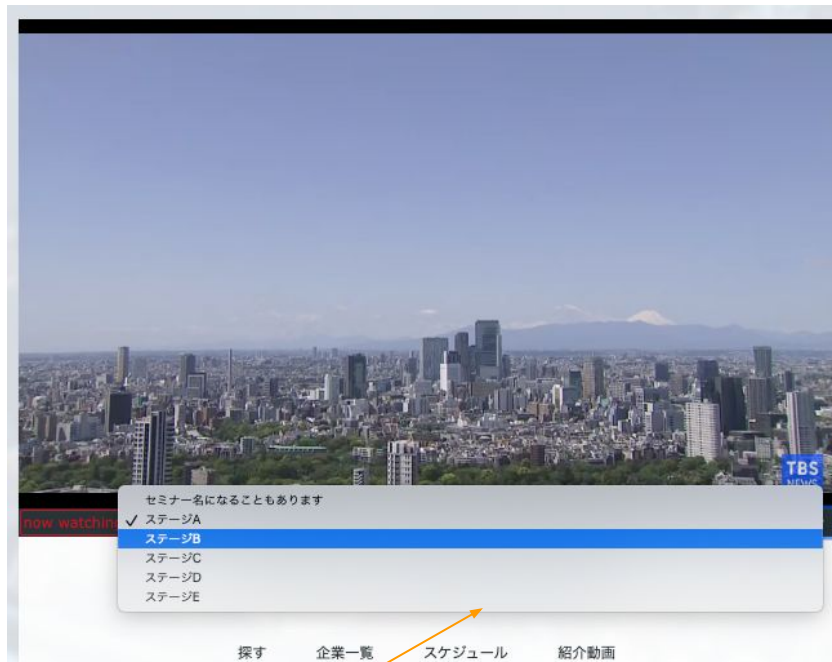 TBS
NEWS
セミナー名になることもあります
now watching
✓ ステージA
ステージB
ステージC
ステージD
ステージE
探す 企業一覧 スケジュール 紹介動画